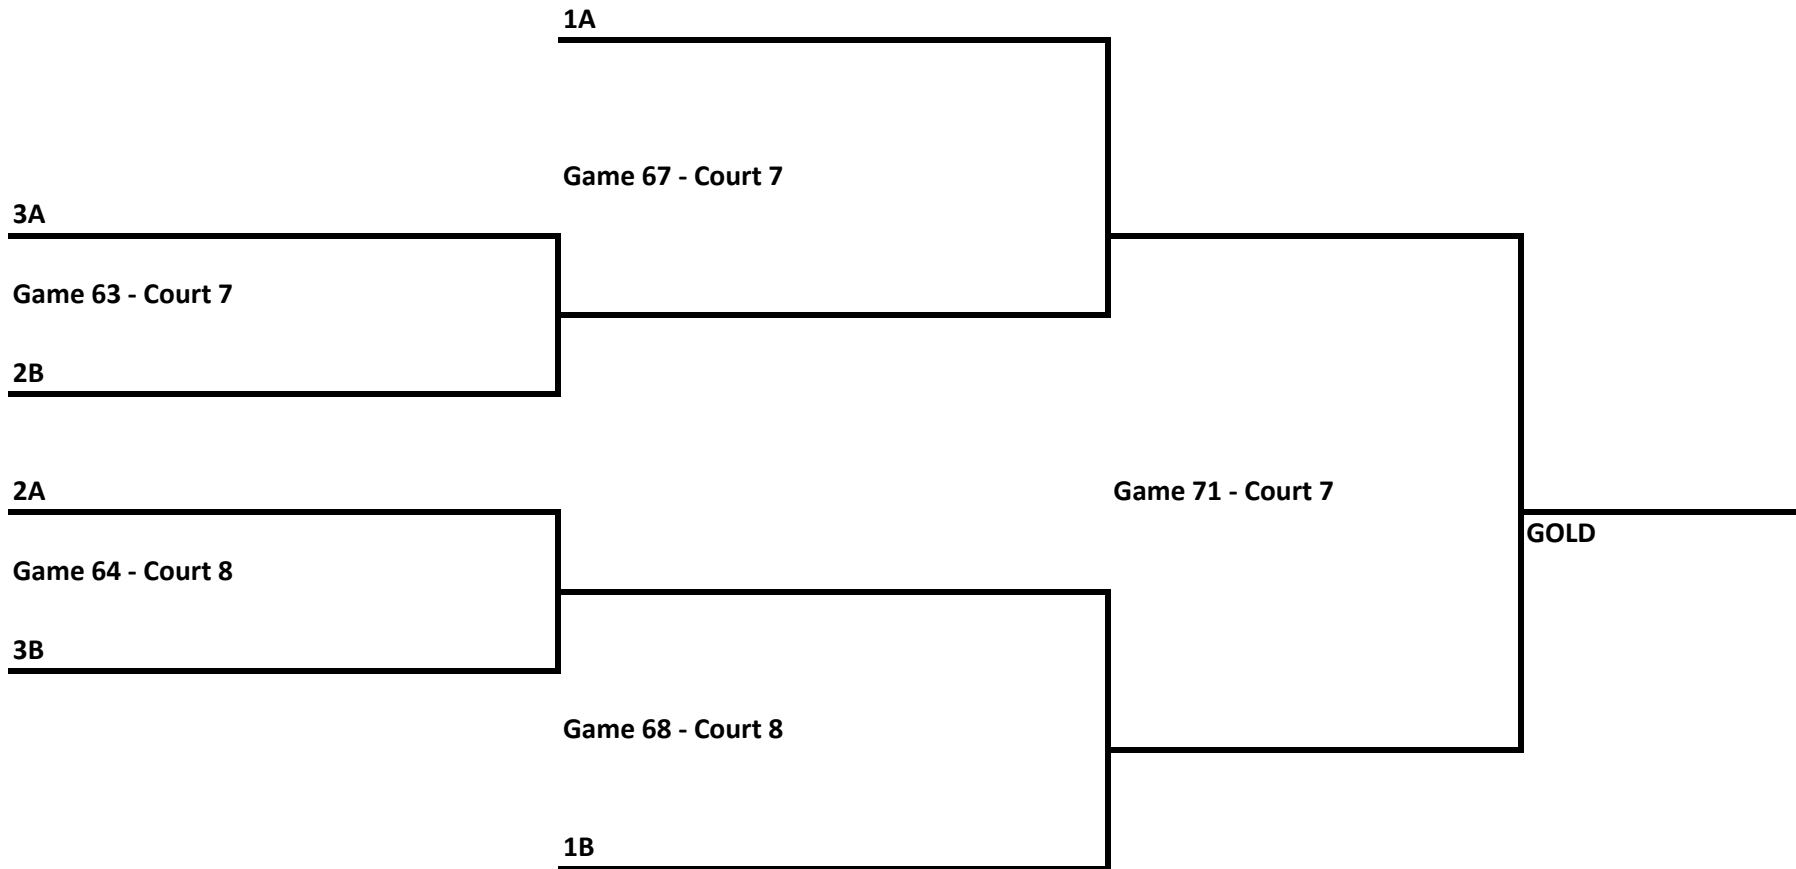 1A
Game 67 - Court 7
3A
Game 63 - Court 7
2B
2A
Game 71 - Court 7
GOLD
Game 64 - Court 8
3B
Game 68 - Court 8
1B